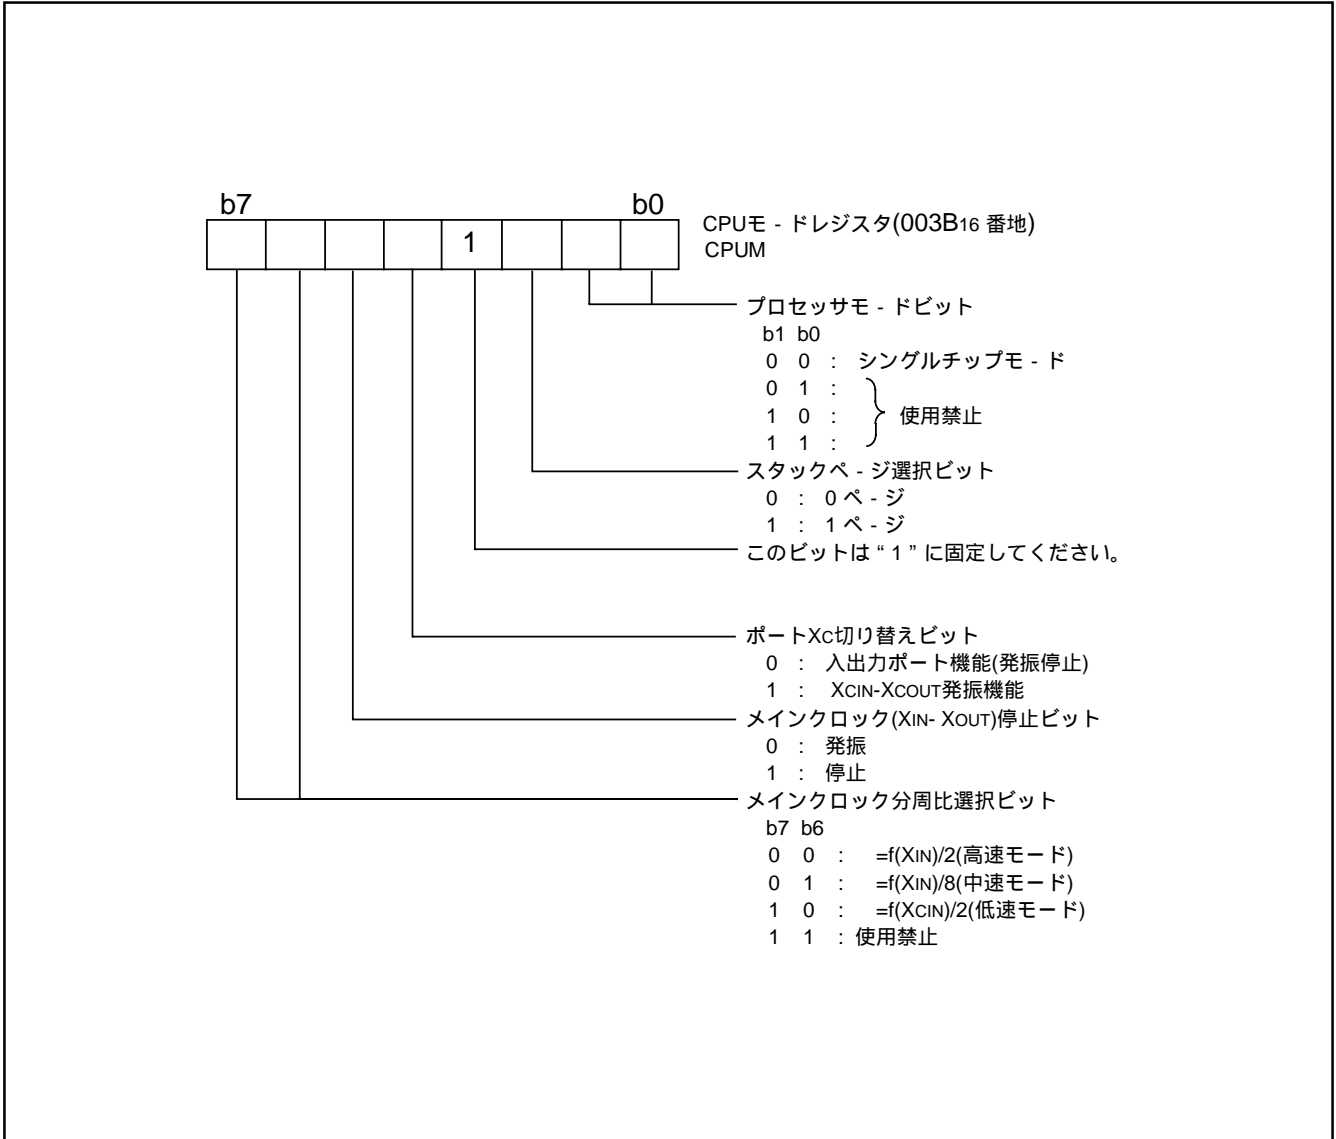 b7 b0
1
CPUモ - ドレジスタ(003B16 番地)
CPUM
プロセッサモ - ドビット
b1 b0
0 0 : シングルチップモ - ド
0 1 :
1 0 : 使用禁止
1 1 :
スタックペ - ジ選択ビット
0 : 0 ペ - ジ
1 : 1 ペ - ジ
このビットは “ 1 ” に固定してください。
ポートXC切り替えビット
0 : 入出力ポート機能(発振停止)
1 : XCIN-XCOUT発振機能
メインクロック(XIN- XOUT)停止ビット
0 : 発振
1 : 停止
メインクロック分周比選択ビット
b7 b6
0 0 : =f(XIN)/2(高速モード)
0 1 : =f(XIN)/8(中速モード)
1 0 : =f(XCIN)/2(低速モード)
1 1 : 使用禁止